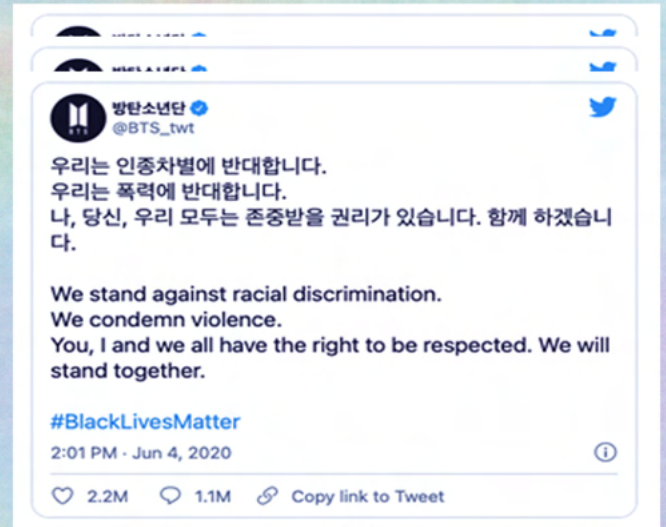 방탄소년단
@BTS_twt
우리는 인종차별에 반대합니다.
우리는 폭력에 반대합니다.
나, 당신, 우리 모두는 존중받을 권리가 있습니다. 함께 하겠습니
다.
We stand against racial discrimination.
We condemn violence.
You, I and we all have the right to be respected. We will
stand together.
#BlackLivesMatter
2:01 PM · Jun 4, 2020
2.2M 1.1M Copy link to Tweet